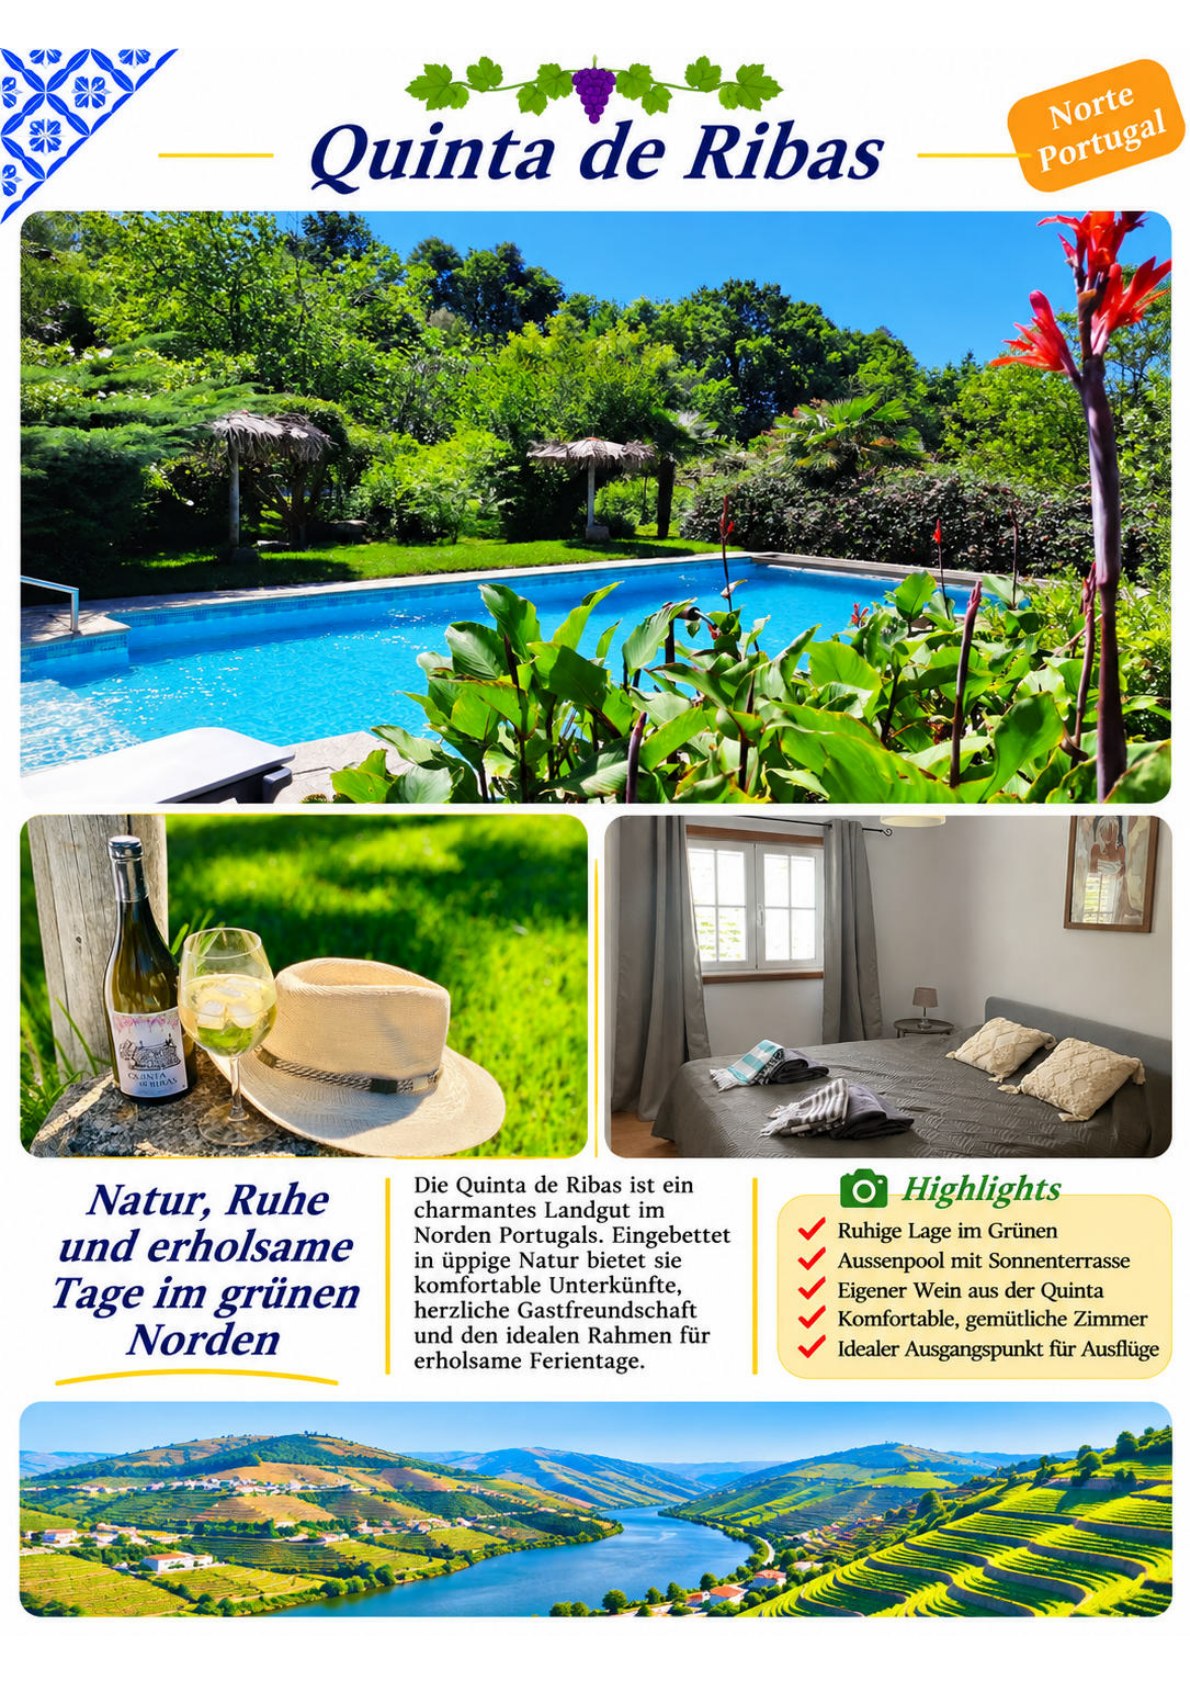 Quinta de Ribas
Norte
Portugal
QUINTA
DE RIBAS
Natur, Ruhe
und erholsame
Tage im grünen
Norden
Die Quinta de Ribas ist ein
charmantes Landgut im
Norden Portugals. Eingebettet
in üppige Natur bietet sie
komfortable Unterkünfte,
herzliche Gastfreundschaft
und den idealen Rahmen für
erholsame Ferientage.
Highlights
Ruhige Lage im Grünen
Aussenpool mit Sonnenterrasse
Eigener Wein aus der Quinta
Komfortable, gemütliche Zimmer
Idealer Ausgangspunkt für Ausflüge